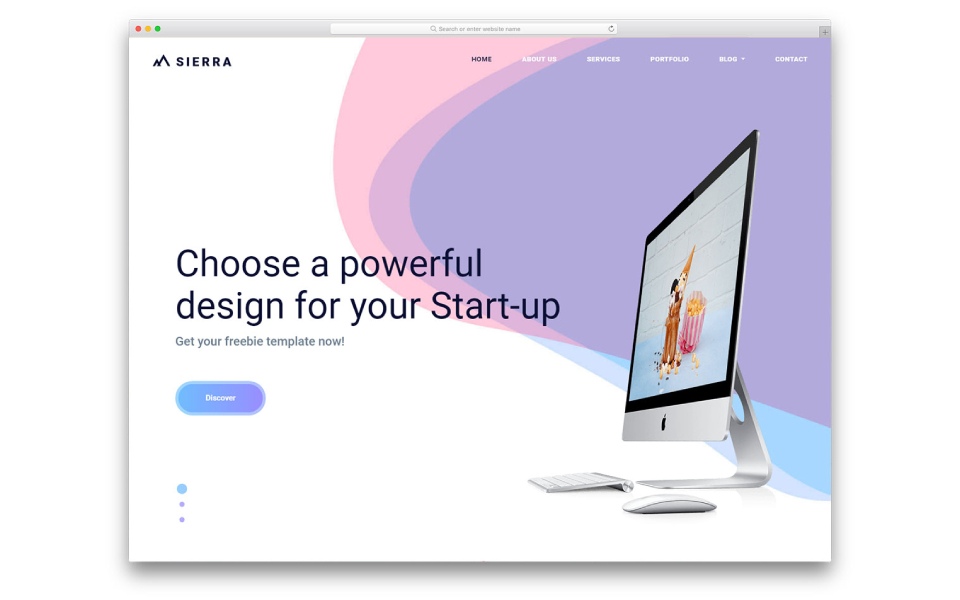 Search or enter website name
SIERRA
HOME ABOUT US SERVICES PORTFOLIO BLOG CONTACT
Choose a powerful
design for your Start-up
Get your freebie template now!
Discover